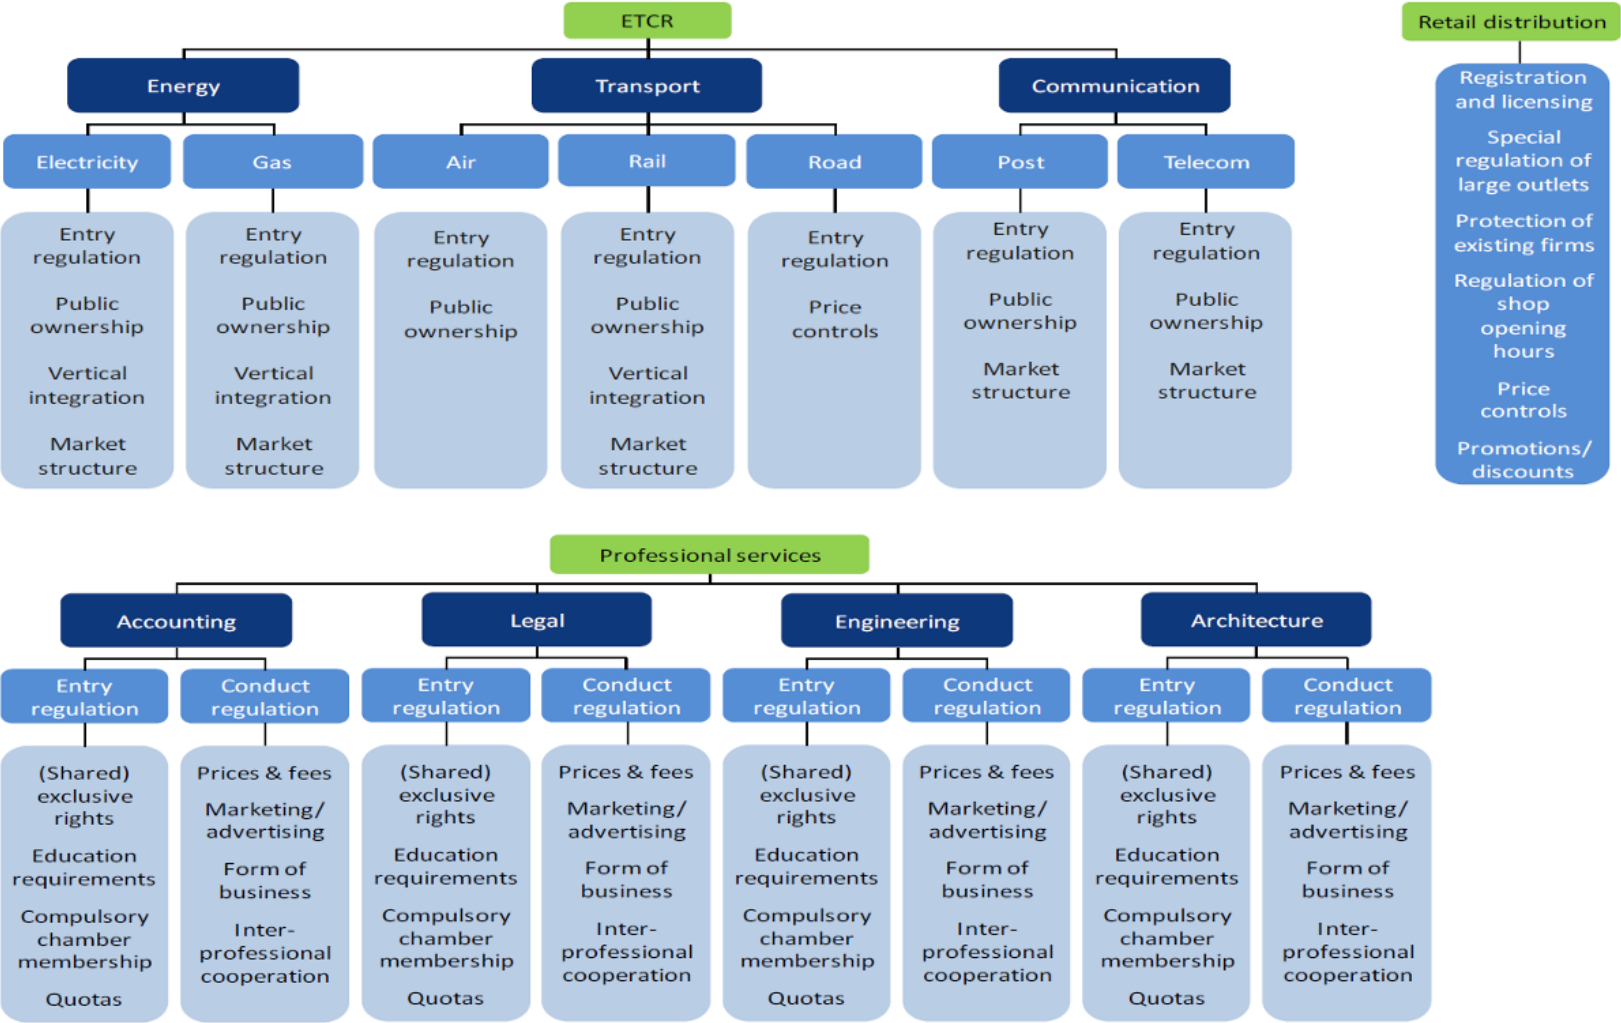 ETCR
Energy
Transport
Communication
Electricity
Gas
Air
Rail
Road
Post
Telecom
Entry
regulation
Public
ownership
Vertical
integration
Market
structure
Entry
regulation
Public
ownership
Vertical
integration
Market
structure
Entry
regulation
Public
ownership
Entry
regulation
Public
ownership
Vertical
integration
Market
structure
Entry
regulation
Price
controls
Entry
regulation
Public
ownership
Market
structure
Entry
regulation
Public
ownership
Market
structure
Retail distribution
Registration
and licensing
Special
regulation of
large outlets
Protection of
existing firms
Regulation of
shop
opening
hours
Price
controls
Promotions/
discounts
Professional services
Accounting
Legal
Engineering
Architecture
Entry
regulation
Conduct
regulation
Entry
regulation
Conduct
regulation
Entry
regulation
Conduct
regulation
Entry
regulation
Conduct
regulation
(Shared)
exclusive
rights
Education
requirements
Compulsory
chamber
membership
Quotas
Prices & fees
Marketing/
advertising
Form of
business
Inter-
professional
cooperation
(Shared)
exclusive
rights
Education
requirements
Compulsory
chamber
membership
Quotas
Prices & fees
Marketing/
advertising
Form of
business
Inter-
professional
cooperation
(Shared)
exclusive
rights
Education
requirements
Compulsory
chamber
membership
Quotas
Prices & fees
Marketing/
advertising
Form of
business
Inter-
professional
cooperation
(Shared)
exclusive
rights
Education
requirements
Compulsory
chamber
membership
Quotas
Prices & fees
Marketing/
advertising
Form of
business
Inter-
professional
cooperation